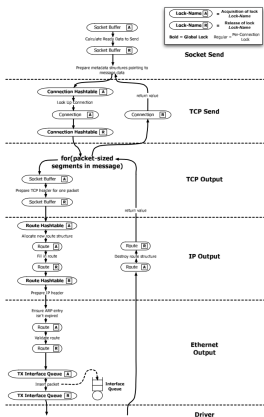 Lock-Name A = Acquisition of lock
Lock-Name
Lock-Name R = Release of lock
Lock-Name
Bold = Global Lock Regular = Per-Connection
Lock
Socket Buffer A
Calculate Ready Data to Send
Socket Buffer R
Prepare metadata structures pointing to
message data
Socket Send
Connection Hashtable A
Look up Connection
Connection A
Connection Hashtable R
return value
Connection R
TCP Send
for(packet-sized
segments in message)
Socket Buffer A
Prepare TCP header for one packet
Socket Buffer R
TCP Output
return value
Route Hashtable A
Allocate new route structure
Route A
Fill in route
Route R
Route Hashtable R
Prepare IP header
Route R
Destroy route structure
Route A
IP Output
Ensure ARP entry
isn't expired
Route A
Validate route
Route R
TX Interface Queue A
Insert packet
TX Interface Queue R
Interface
Queue
Ethernet
Output
Driver